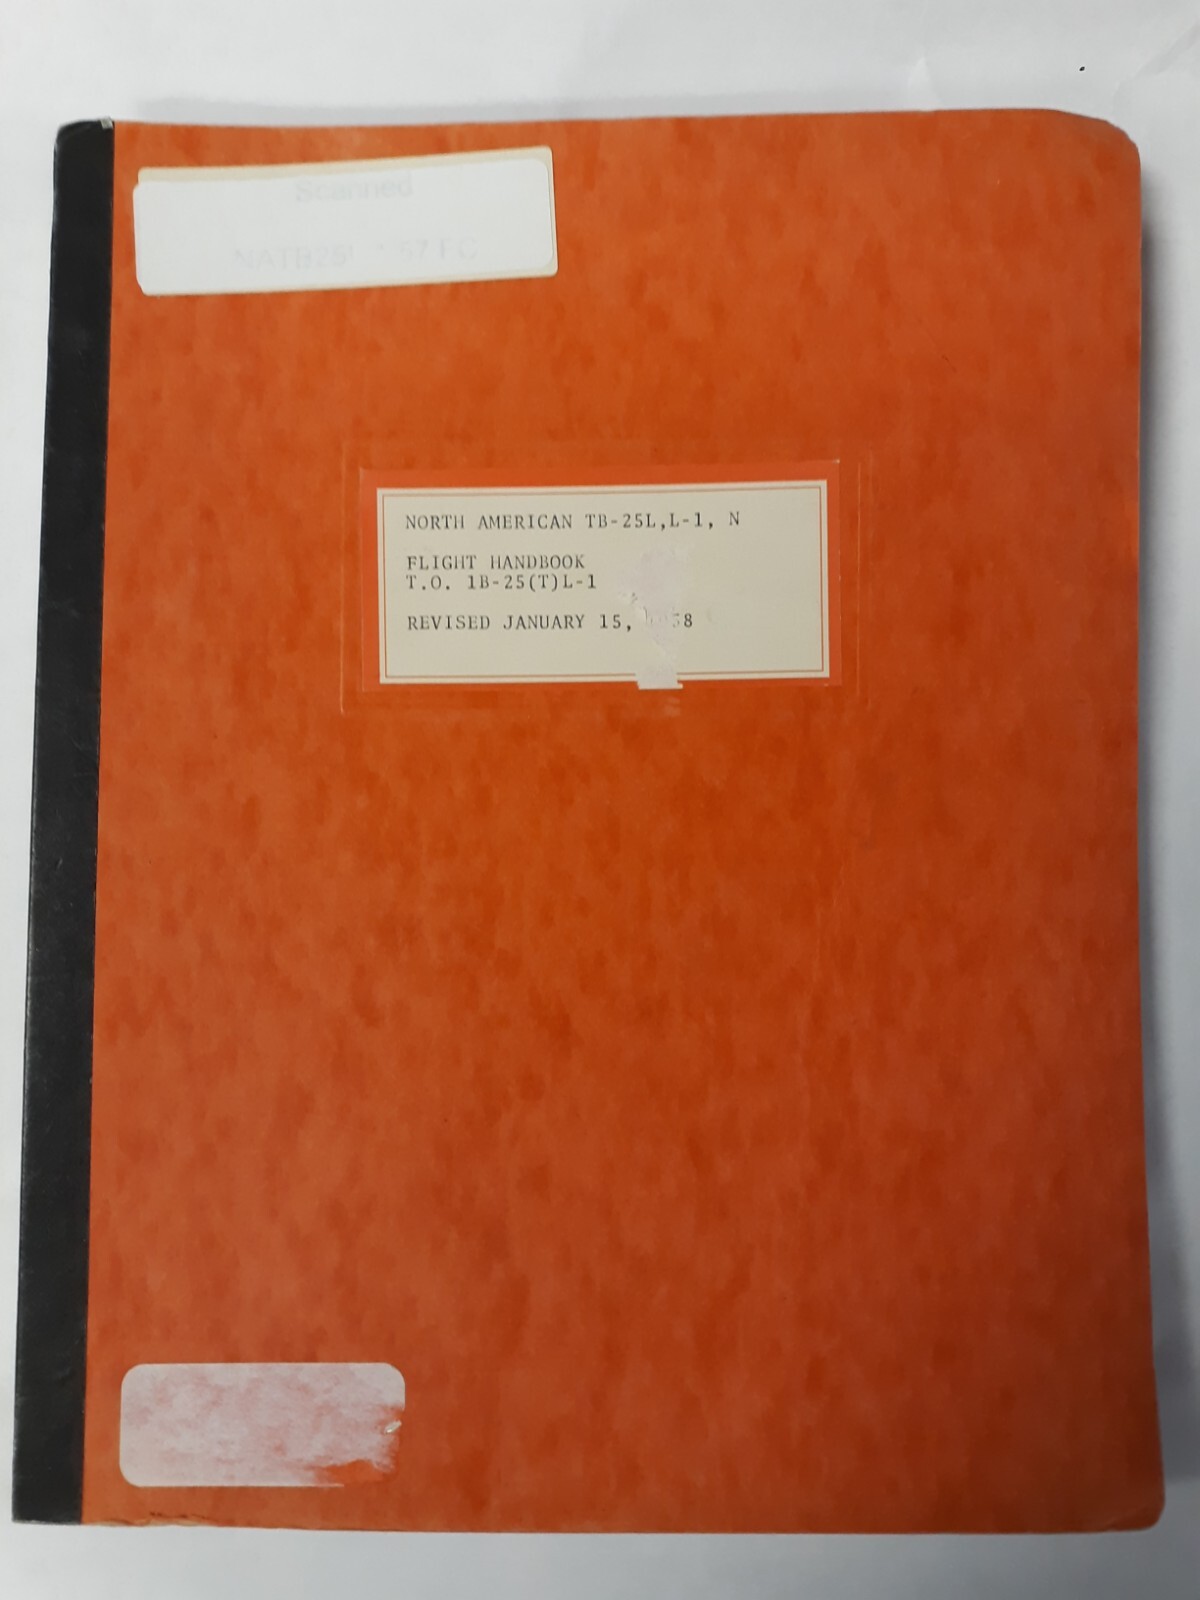 Scanned
NORTH AMERICAN TB-25L,L-1, N
FLIGHT HANDBOOK
T.O. 1B-25(T)L-1
REVISED JANUARY 15,